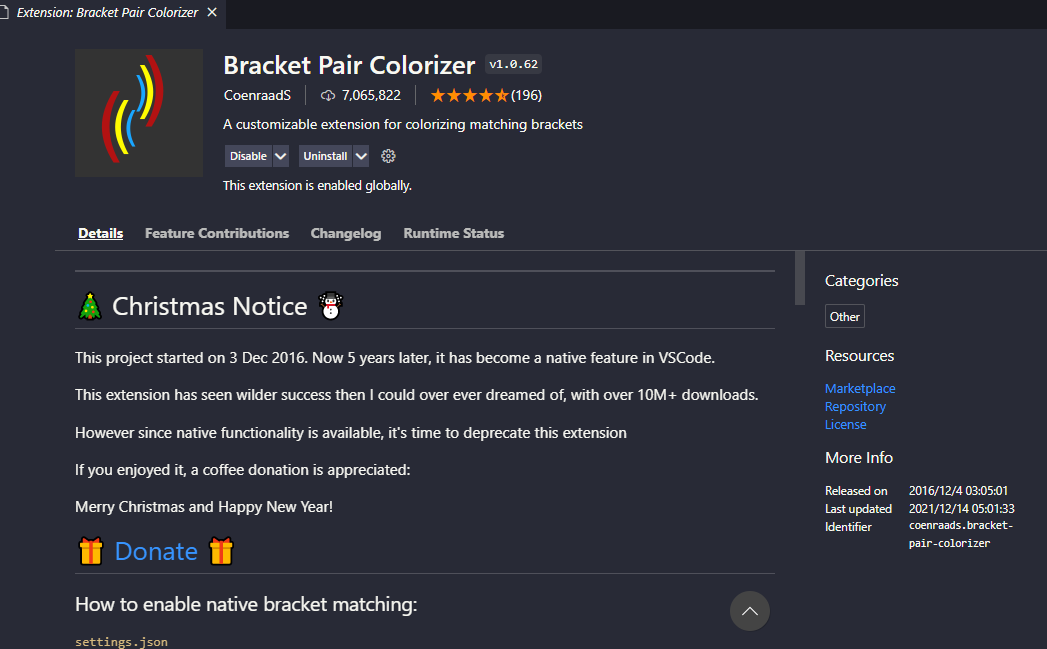 Extension: Bracket Pair Colorizer
Bracket Pair Colorizer v1.0.62
CoenraadS 7,065,822 (196)
A customizable extension for colorizing matching brackets
Disable Uninstall
This extension is enabled globally.
Details Feature Contributions Changelog Runtime Status
Christmas Notice
This project started on 3 Dec 2016. Now 5 years later, it has become a native feature in VSCode.
This extension has seen wilder success then I could over ever dreamed of, with over 10M+ downloads.
However since native functionality is available, it's time to deprecate this extension
If you enjoyed it, a coffee donation is appreciated:
Merry Christmas and Happy New Year!
Donate
How to enable native bracket matching:
settings.json
Categories
Other
Resources
Marketplace
Repository
License
More Info
Released on 2016/12/4 03:05:01
Last updated 2021/12/14 05:01:33
Identifier coenraads.bracket-
pair-colorizer